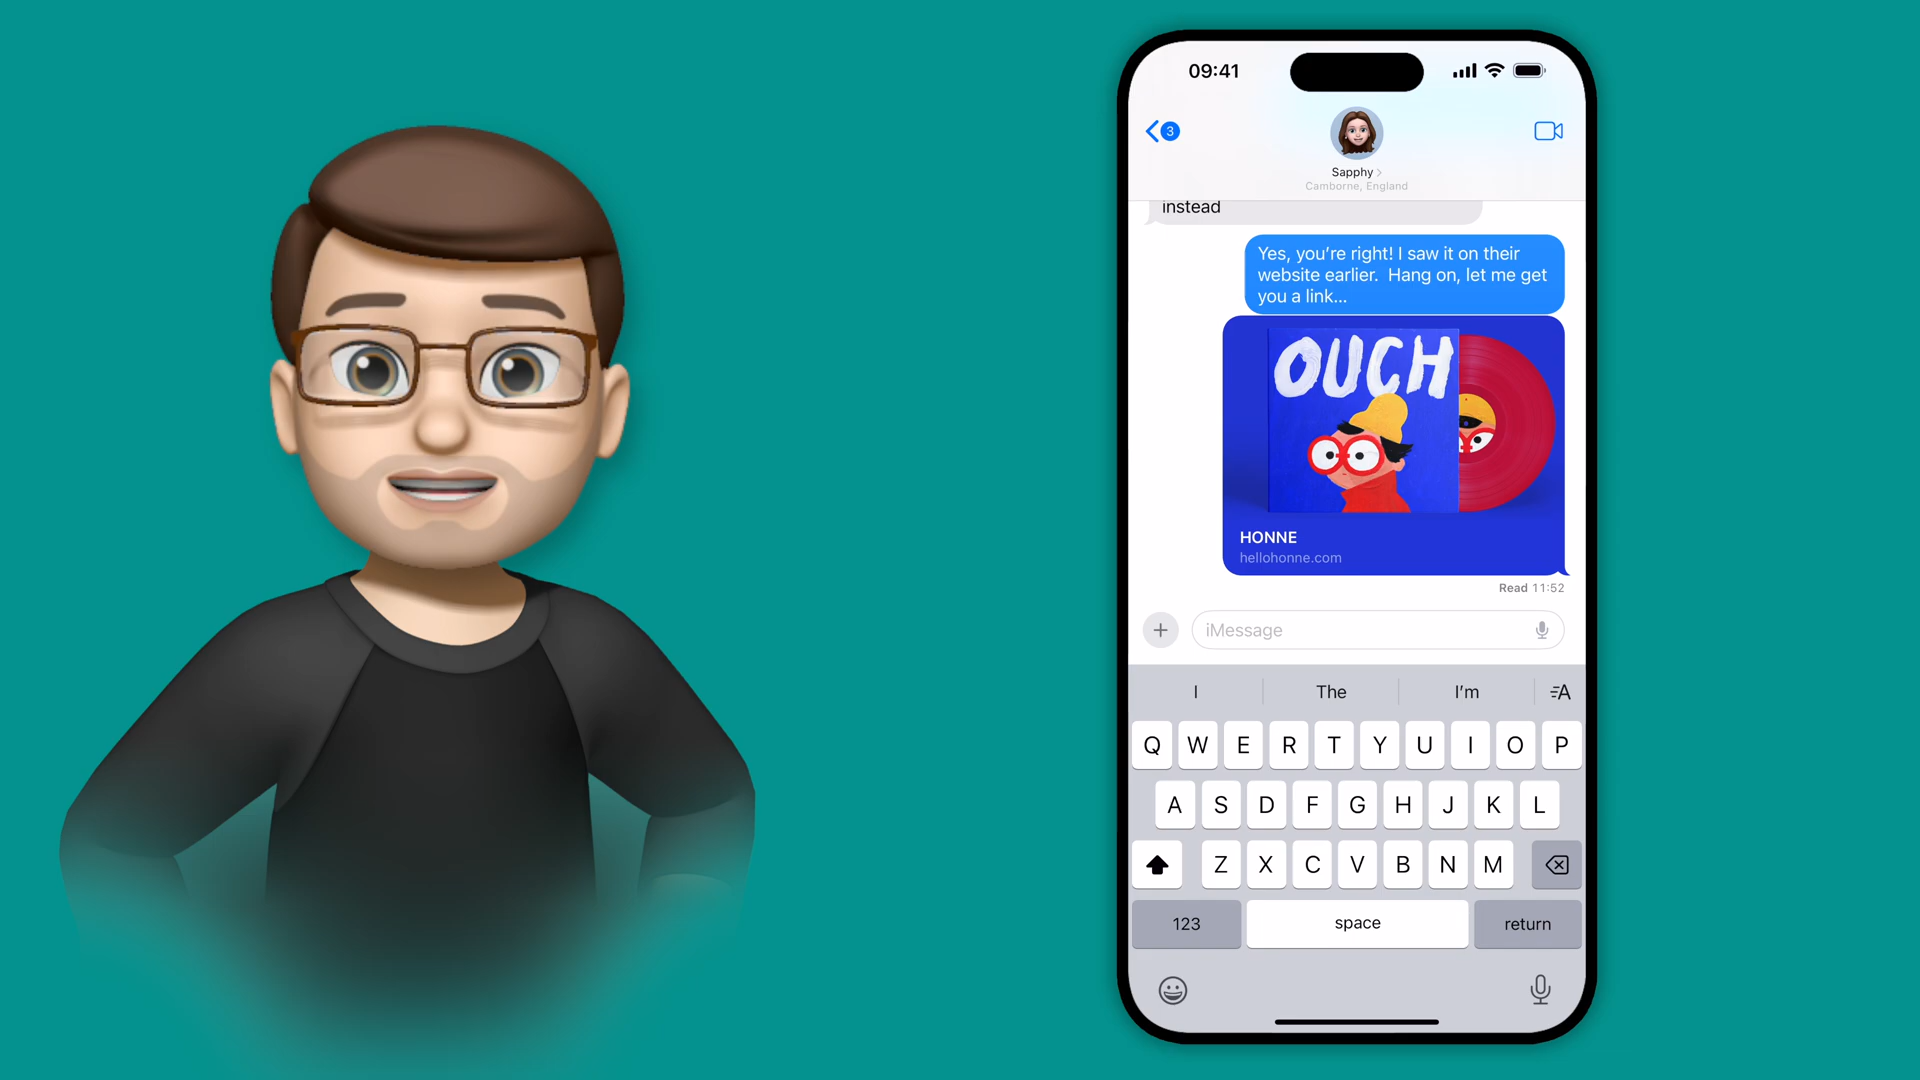 09:41
3
Sapphy
Camborne, England
instead
Yes, you’re right! I saw it on their
website earlier.  Hang on, let me get
you a link...
OUCH
HONNE
hellohonne.com
Read 11:52
iMessage
I The I’m A
Q W E R T Y U I O P
A S D F G H J K L
Z X C V B N M
123 space return